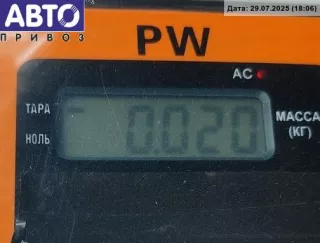 АВТО
ПРИВОЗ
Дата: 29.07.2025 (18:06)
PW
AC
ТАРА
НОЛЬ
0.020
МАССА
(КГ)